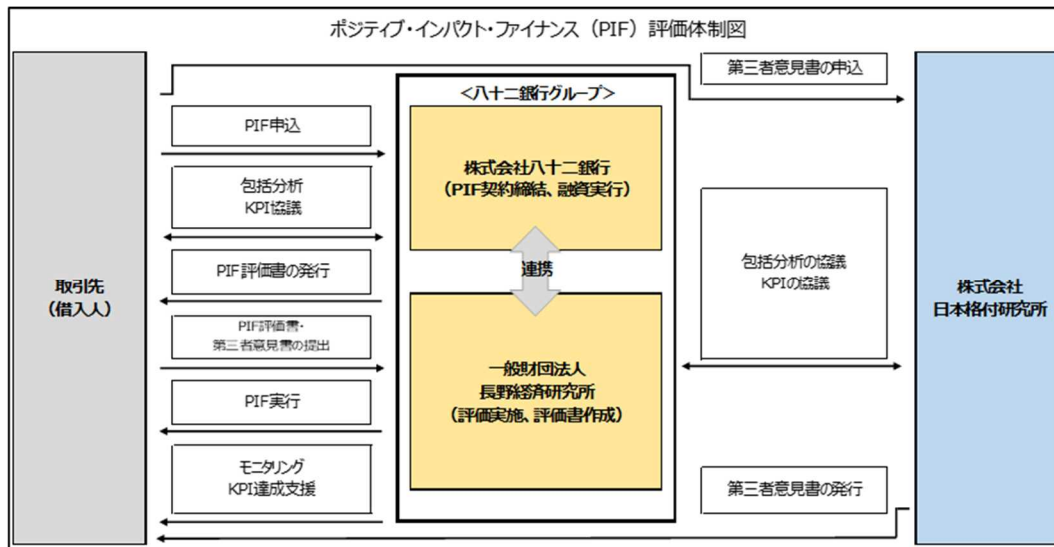 ポジティブ・インパクト・ファイナンス（PIF）評価体制図
取引先
（借入人）
PIF申込
包括分析
KPI協議
PIF評価書の発行
PIF評価書・
第三者意見書の提出
PIF実行
モニタリング
KPI達成支援
＜八十二銀行グループ＞
株式会社八十二銀行
（PIF契約締結、融資実行）
連携
一般財団法人
長野経済研究所
（評価実施、評価書作成）
第三者意見書の申込
包括分析の協議
KPIの協議
第三者意見書の発行
株式会社
日本格付研究所